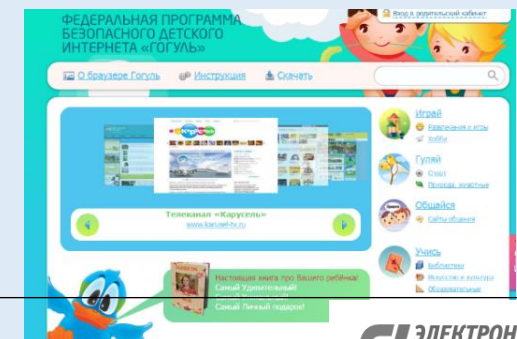 ФЕДЕРАЛЬНАЯ ПРОГРАММА
БЕЗОПАСНОГО ДЕТСКОГО
ИНТЕРНЕТА «ГОГУЛЬ»
Вход в родительский кабинет
О браузере Гогуль
Инструкция
Скачать
Играй
Развлечения и игры
Хобби
Гуляй
Спорт
Природа, животные
Общайся
Сайты общения
Учись
Библиотеки
Искусство и культура
Образовательные
Телеканал «Карусель»
www.karusel-tv.ru
Настоящая книга про Вашего ребёнка!
Самый Удивительный!
Самый Личный подарок!
ЭЛЕКТРОН